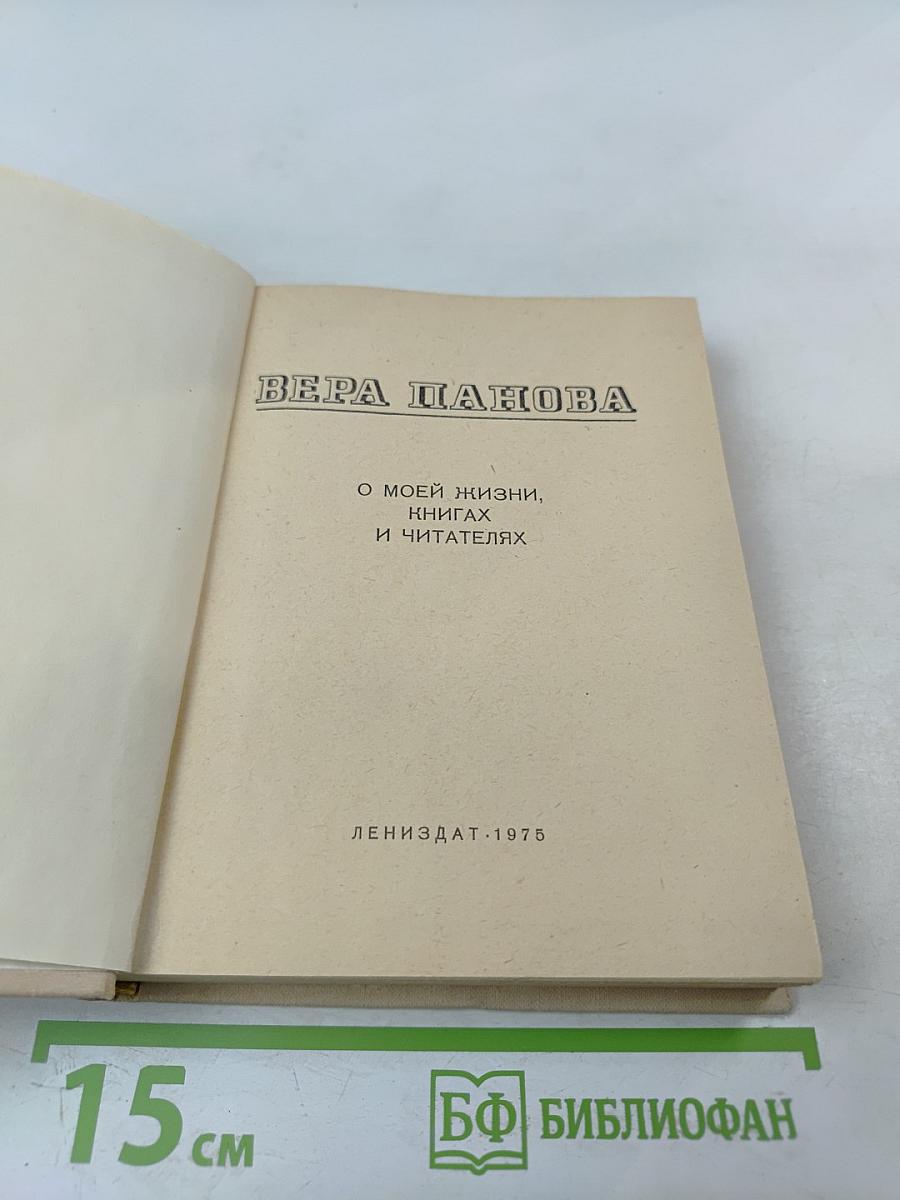 ВЕРА ПАНОВА
О МОЕЙ ЖИЗНИ,
КНИГАХ
И ЧИТАТЕЛЯХ
ЛЕНИЗДАТ·1975
15 см
БФ БИБЛИОФАН